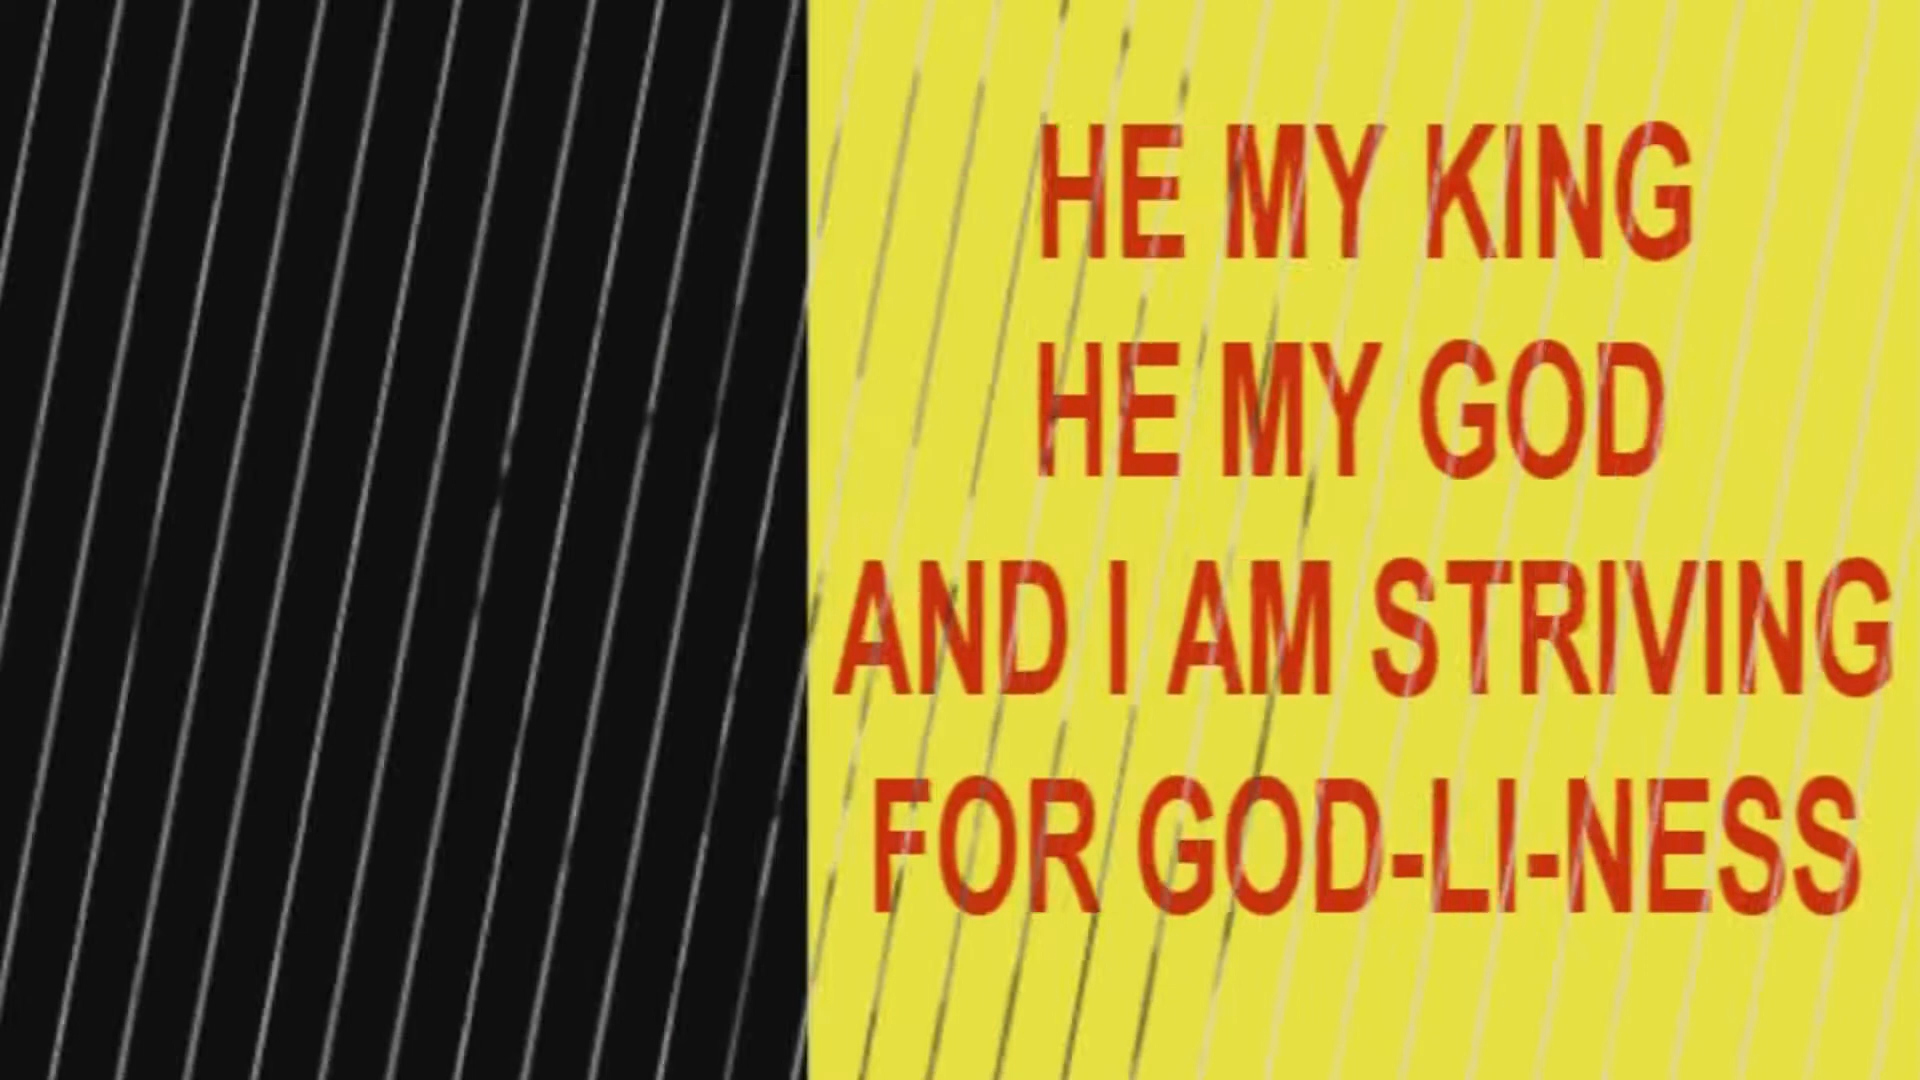 HE MY KING
HE MY GOD
AND I AM STRIVING
FOR GOD-LI-NESS